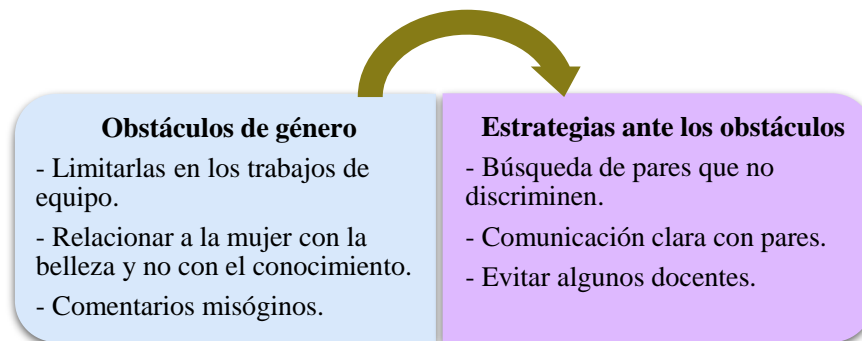 Obstáculos de género
- Limitarlas en los trabajos de
equipo.
- Relacionar a la mujer con la
belleza y no con el conocimiento.
- Comentarios misóginos.
Estrategias ante los obstáculos
- Búsqueda de pares que no
discriminen.
- Comunicación clara con pares.
- Evitar algunos docentes.